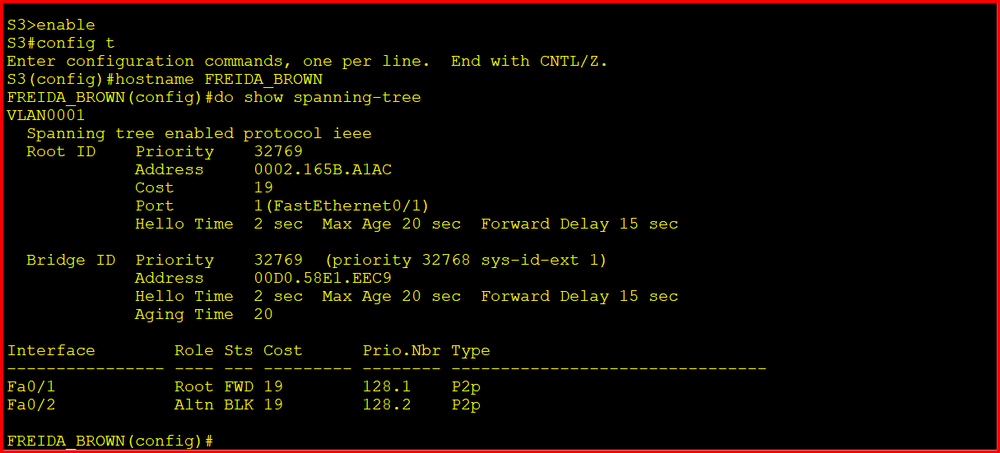 S3>enable
S3#config t
Enter configuration commands, one per line.  End with CNTL/Z.
S3(config)#hostname FREIDA_BROWN
FREIDA_BROWN(config)#do show spanning-tree
VLAN0001
  Spanning tree enabled protocol ieee
  Root ID    Priority    32769
             Address     0002.165B.A1AC
             Cost        19
             Port        1(FastEthernet0/1)
             Hello Time  2 sec  Max Age 20 sec  Forward Delay 15 sec
  Bridge ID  Priority    32769  (priority 32768 sys-id-ext 1)
             Address     00D0.58E1.EEC9
             Hello Time  2 sec  Max Age 20 sec  Forward Delay 15 sec
             Aging Time  20
Interface        Role Sts Cost      Prio.Nbr Type
---------------- ---- --- --------- -------- --------------------------------
Fa0/1            Root FWD 19        128.1    P2p
Fa0/2            Altn BLK 19        128.2    P2p
FREIDA_BROWN(config)#